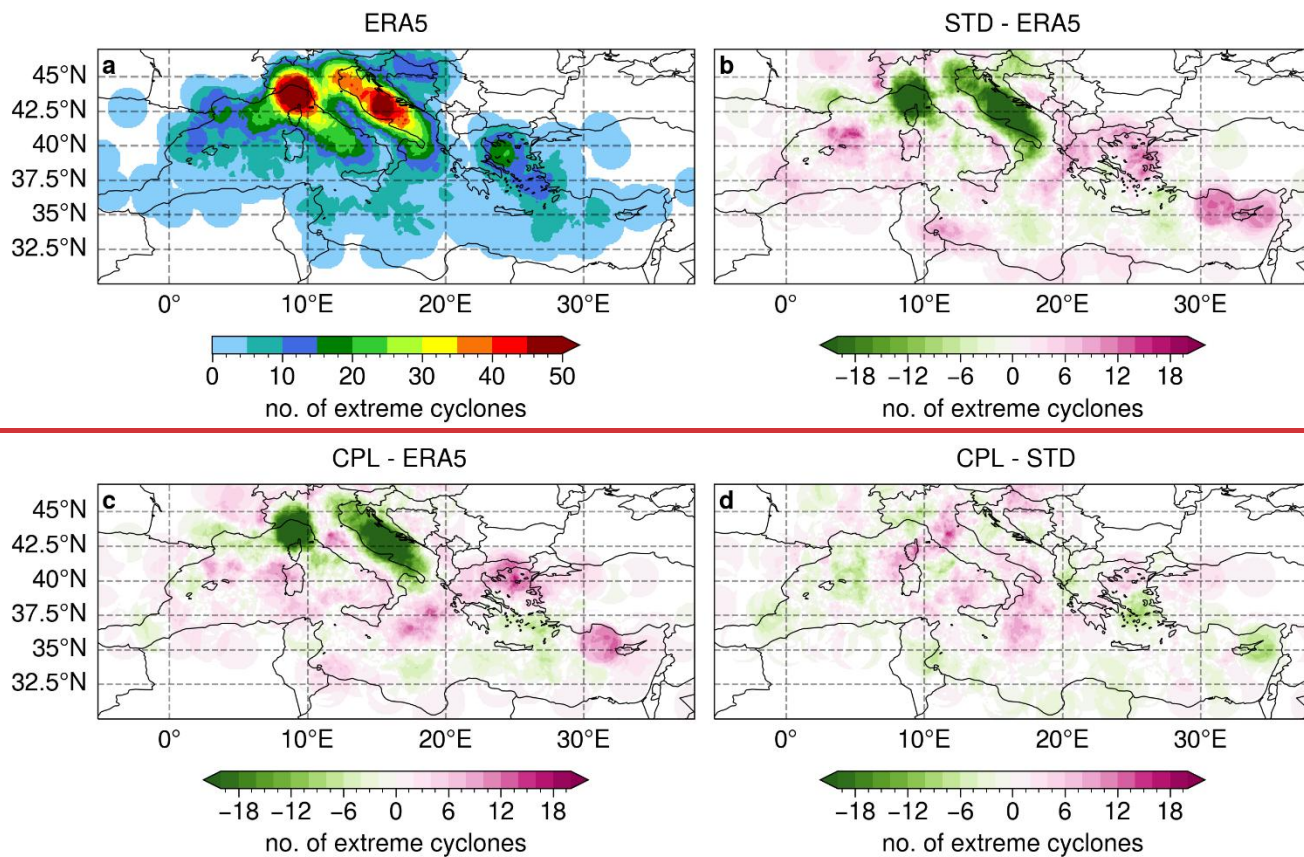 ERA5
STD - ERA5
a
b
45°N
42.5°N
40°N
37.5°N
35°N
32.5°N
0° 10°E 20°E 30°E
0° 10°E 20°E 30°E
0 10 20 30 40 50
−18 −12 −6 0 6 12 18
no. of extreme cyclones
no. of extreme cyclones
CPL - ERA5
CPL - STD
c
d
45°N
42.5°N
40°N
37.5°N
35°N
32.5°N
0° 10°E 20°E 30°E
0° 10°E 20°E 30°E
−18 −12 −6 0 6 12 18
−18 −12 −6 0 6 12 18
no. of extreme cyclones
no. of extreme cyclones